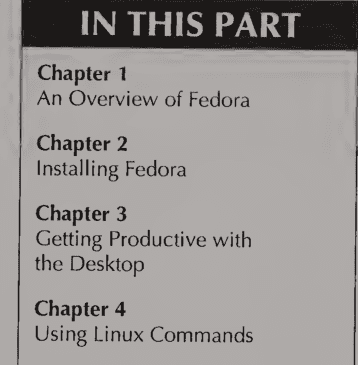 IN THIS PART
Chapter 1
An Overview of Fedora
Chapter 2
Installing Fedora
Chapter 3
Getting Productive with
the Desktop
Chapter 4
Using Linux Commands